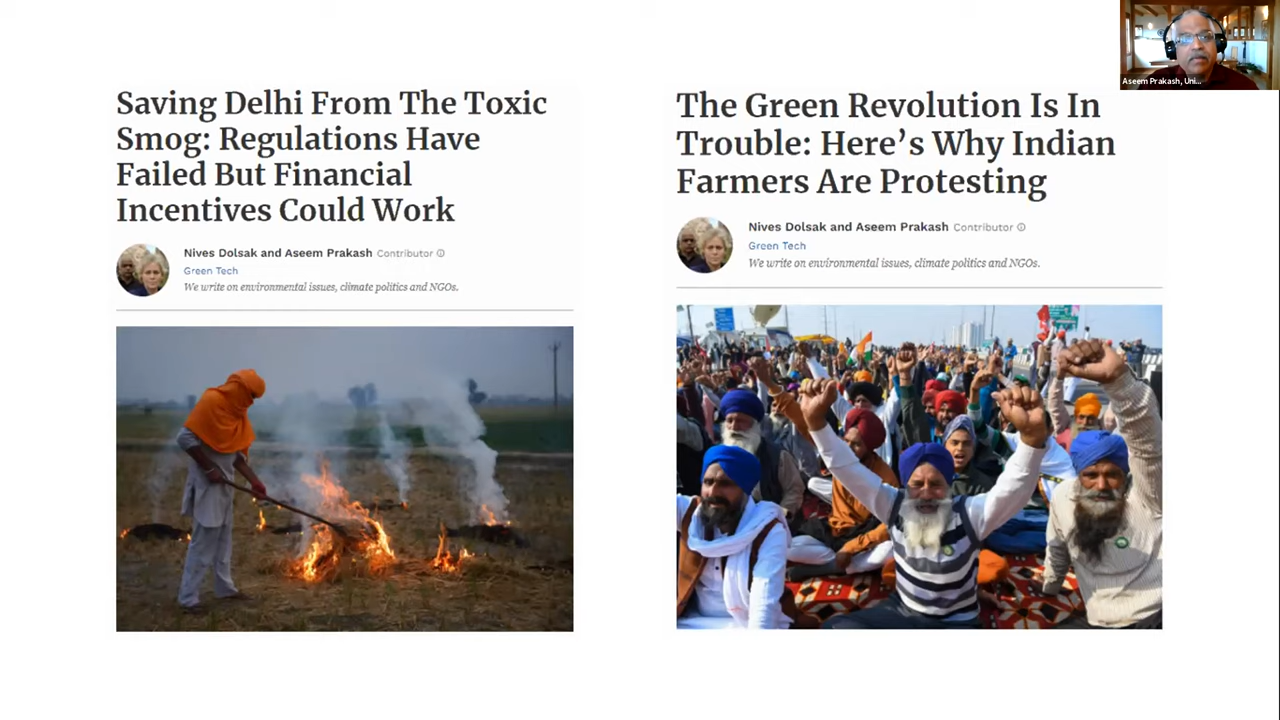 Saving Delhi From The Toxic
Smog: Regulations Have
Failed But Financial
Incentives Could Work
Nives Dolsak and Aseem Prakash Contributor
Green Tech
We write on environmental issues, climate politics and NGOs.
The Green Revolution Is In
Trouble: Here’s Why Indian
Farmers Are Protesting
Nives Dolsak and Aseem Prakash Contributor
Green Tech
We write on environmental issues, climate politics and NGOs.
Aseem Prakash, Uni...